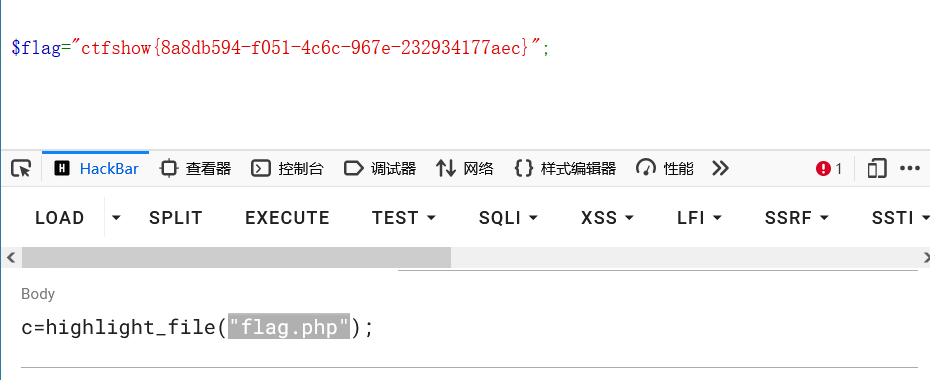 $flag="ctfshow{8a8db594-f051-4c6c-967e-232934177aec}";
HackBar 查看器 控制台 调试器 网络 样式编辑器 性能 1
LOAD SPLIT EXECUTE TEST SQLI XSS LFI SSRF SSTI
Body
c=highlight_file("flag.php");